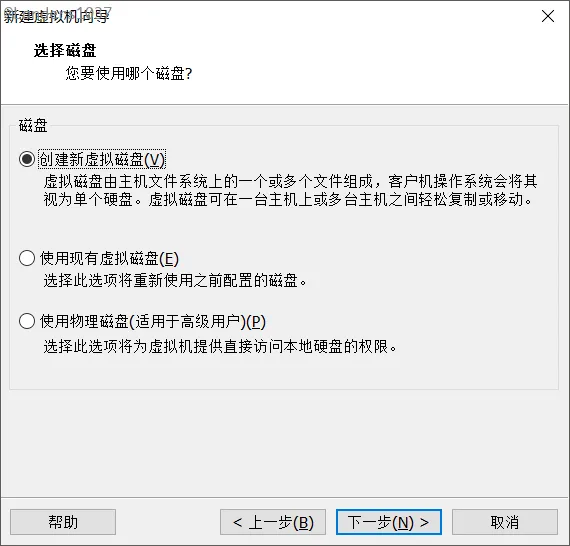 新建虚拟机向导
选择磁盘
您要使用哪个磁盘?
磁盘
创建新虚拟磁盘(V)
虚拟磁盘由主机文件系统上的一个或多个文件组成，客户机操作系统会将其
视为单个硬盘。虚拟磁盘可在一台主机上或多台主机之间轻松复制或移动。
使用现有虚拟磁盘(E)
选择此选项将重新使用之前配置的磁盘。
使用物理磁盘(适用于高级用户)(P)
选择此选项将为虚拟机提供直接访问本地硬盘的权限。
帮助
< 上一步(B)
下一步(N) >
取消